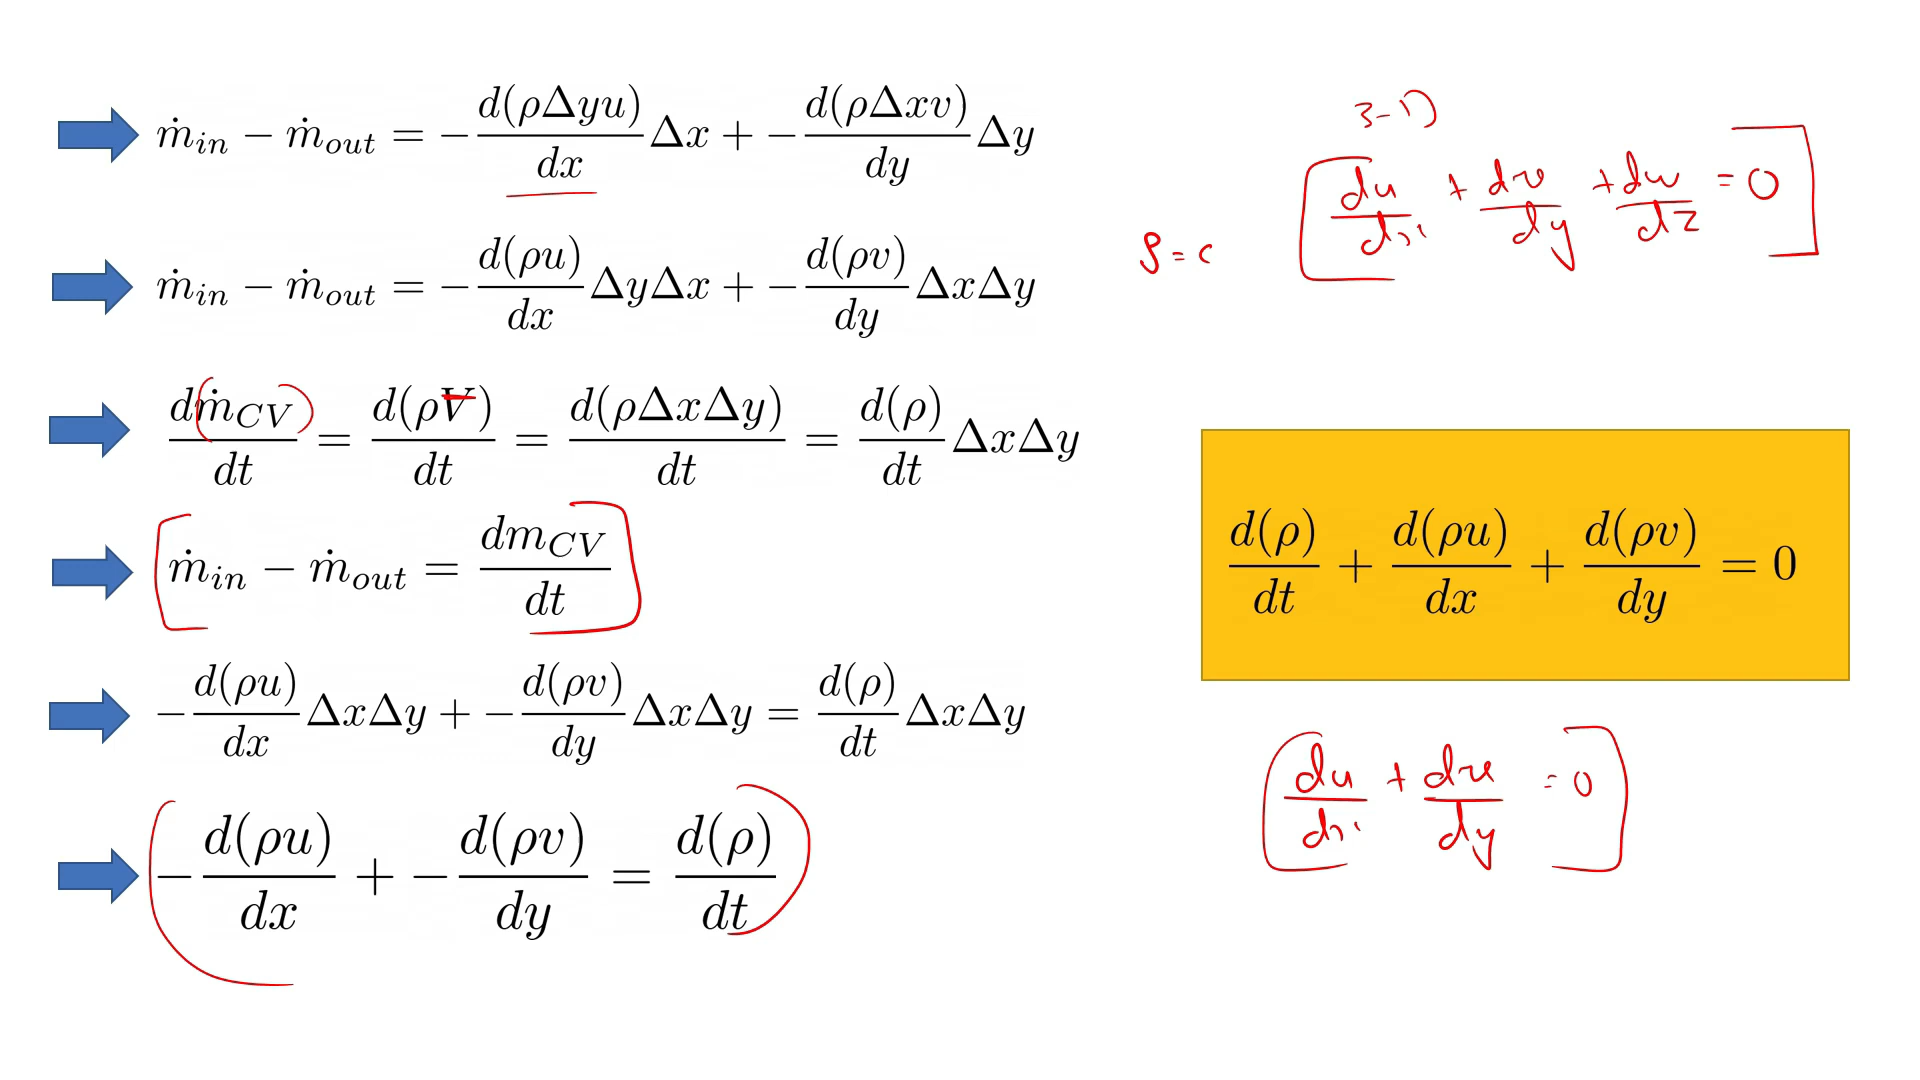 ṁ_in − ṁ_out = − d(ρΔyu)/dx Δx + − d(ρΔxv)/dy Δy
ṁ_in − ṁ_out = − d(ρu)/dx ΔyΔx + − d(ρv)/dy ΔxΔy
dṁ_CV/dt = d(ρV)/dt = d(ρΔxΔy)/dt = d(ρ)/dt ΔxΔy
ṁ_in − ṁ_out = dm_CV/dt
− d(ρu)/dx ΔxΔy + − d(ρv)/dy ΔxΔy = d(ρ)/dt ΔxΔy
− d(ρu)/dx + − d(ρv)/dy = d(ρ)/dt
3-D
du/dx + dv/dy + dw/dz = 0
ρ = c
d(ρ)/dt + d(ρu)/dx + d(ρv)/dy = 0
du/dx + dv/dy = 0